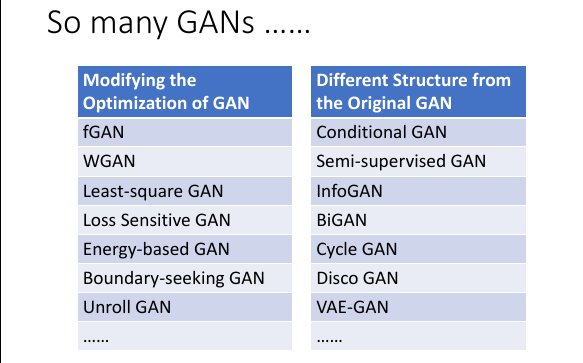 So many GANs ……
Modifying the
Optimization of GAN
fGAN
WGAN
Least-square GAN
Loss Sensitive GAN
Energy-based GAN
Boundary-seeking GAN
Unroll GAN
……
Different Structure from
the Original GAN
Conditional GAN
Semi-supervised GAN
InfoGAN
BiGAN
Cycle GAN
Disco GAN
VAE-GAN
……